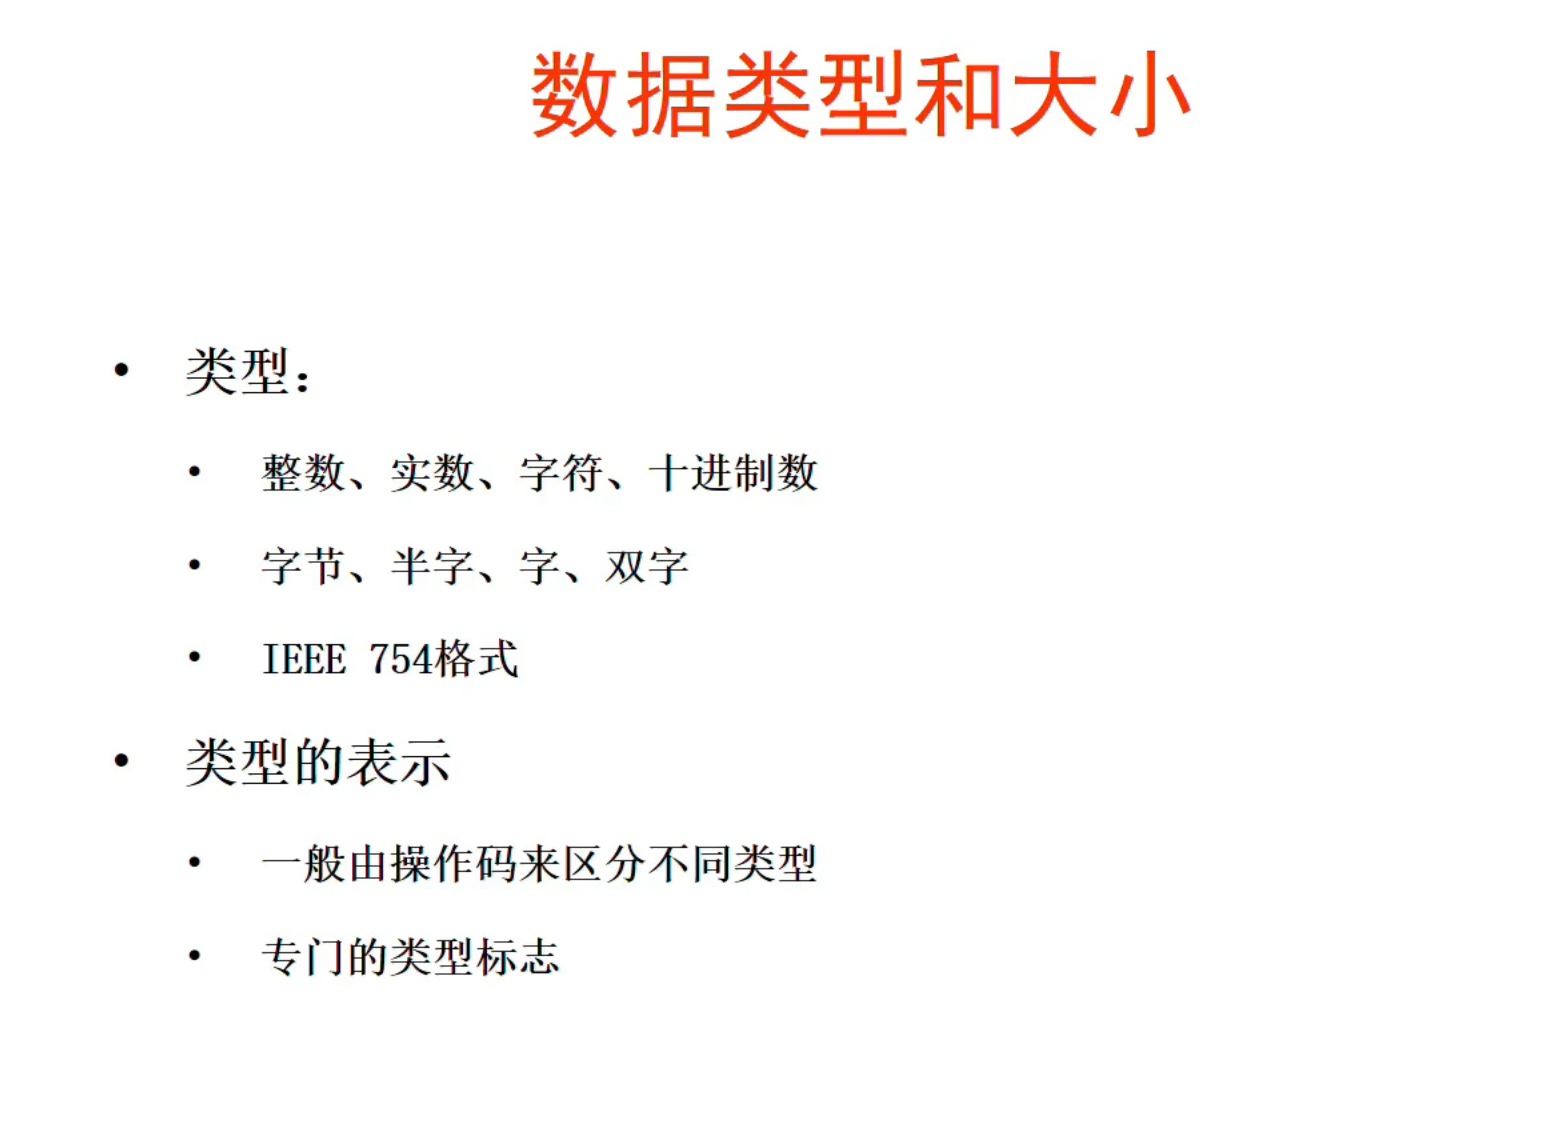 数据类型和大小
• 类型：
• 整数、实数、字符、十进制数
• 字节、半字、字、双字
• IEEE 754格式
• 类型的表示
• 一般由操作码来区分不同类型
• 专门的类型标志